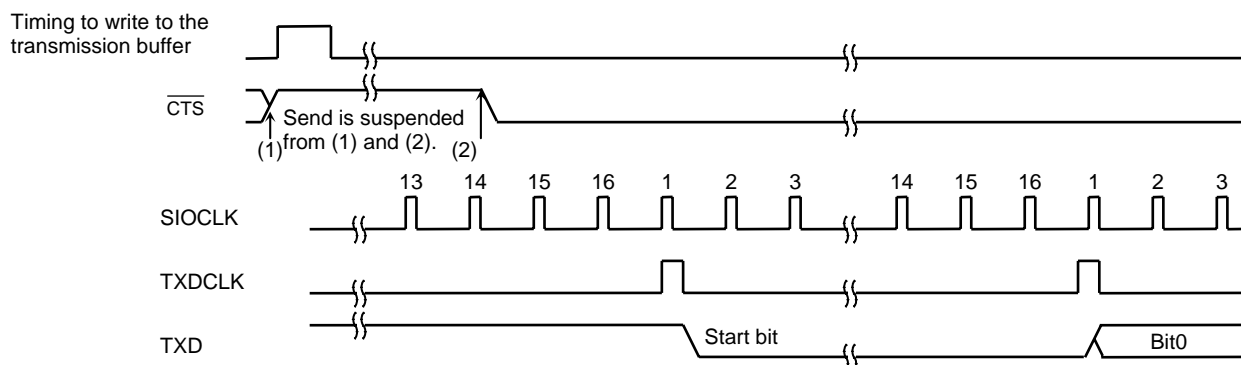 Timing to write to the
transmission buffer
CTS
Send is suspended
from (1) and (2).
(1)
(2)
13 14 15 16 1 2 3 14 15 16 1 2 3
SIOCLK
TXDCLK
TXD
Start bit
Bit0